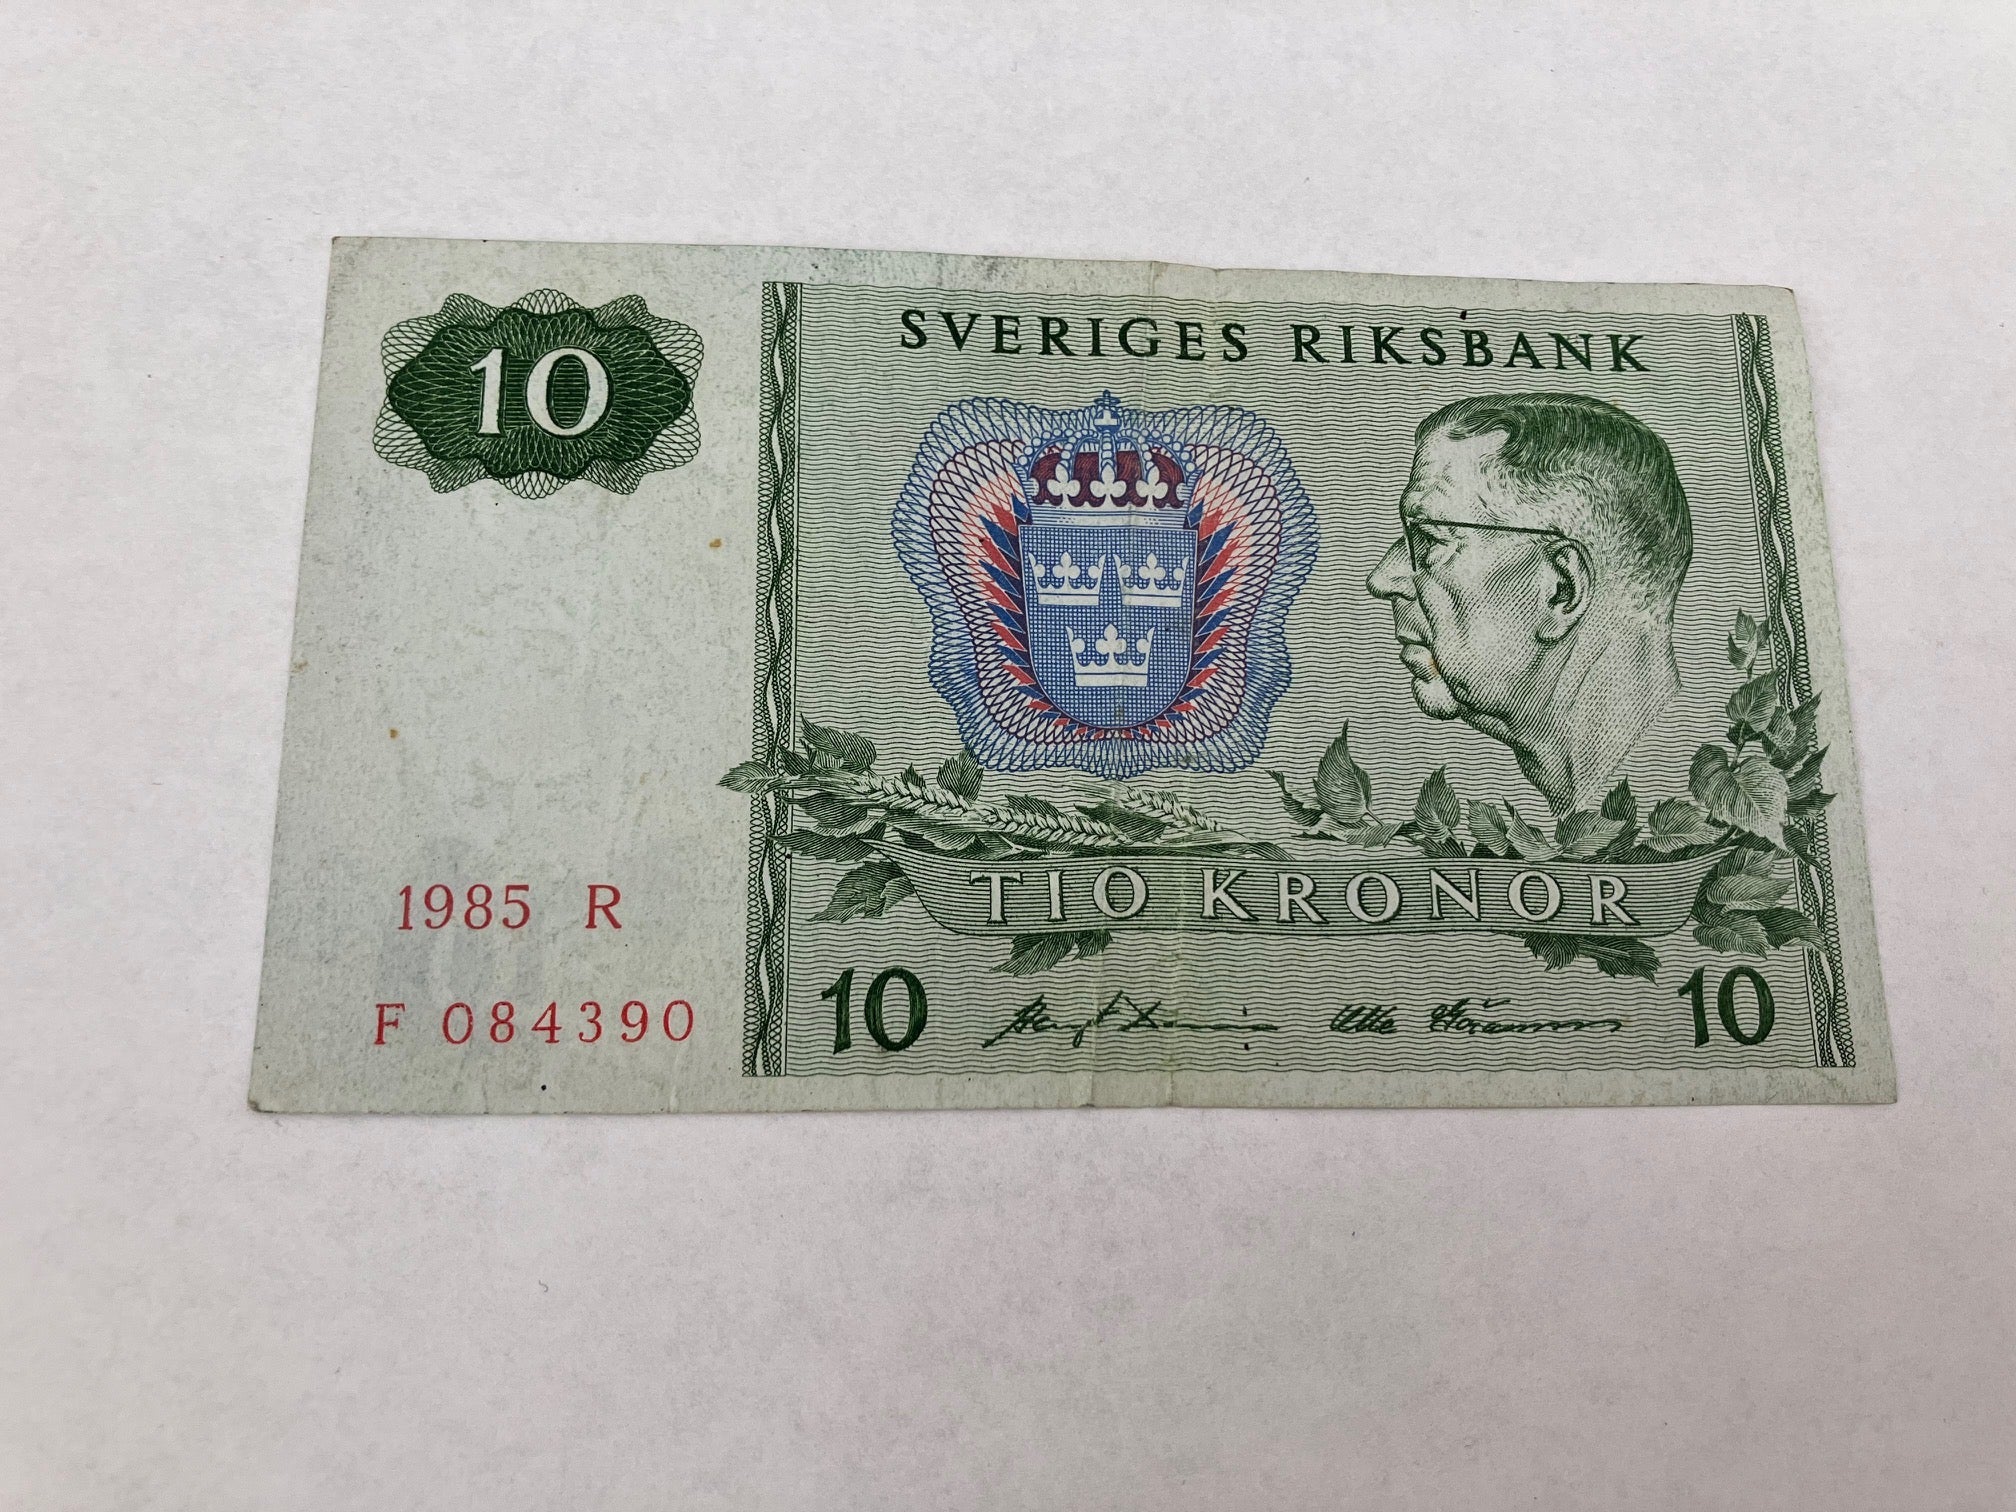 10
SVERIGES RIKSBANK
TIO KRONOR
1985 R
F 084390
10
10